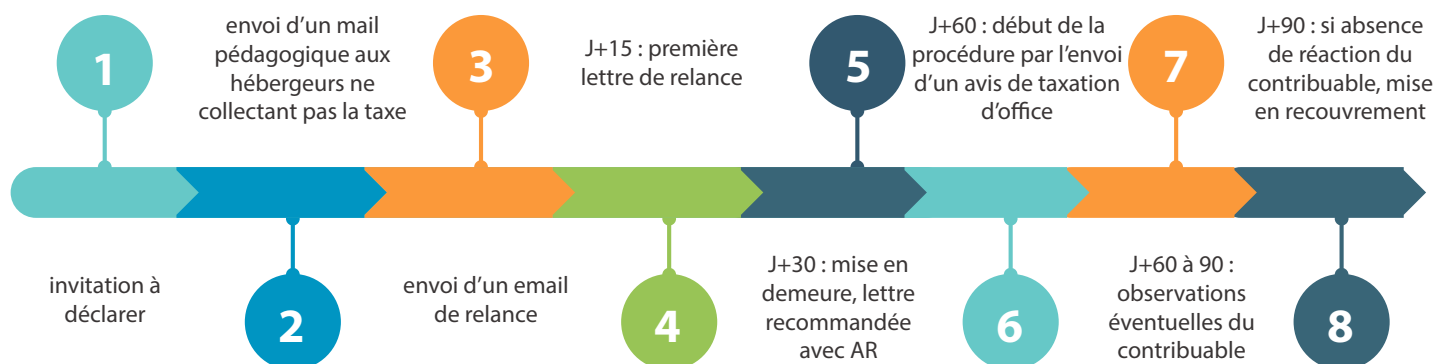 1
invitation à
déclarer
envoi d’un mail
pédagogique aux
hébergeurs ne
collectant pas la taxe
2
3
envoi d’un email
de relance
J+15 : première
lettre de relance
4
5
J+30 : mise en
demeure, lettre
recommandée
avec AR
J+60 : début de la
procédure par l’envoi
d’un avis de taxation
d’office
6
7
J+60 à 90 :
observations
éventuelles du
contribuable
J+90 : si absence
de réaction du
contribuable, mise
en recouvrement
8